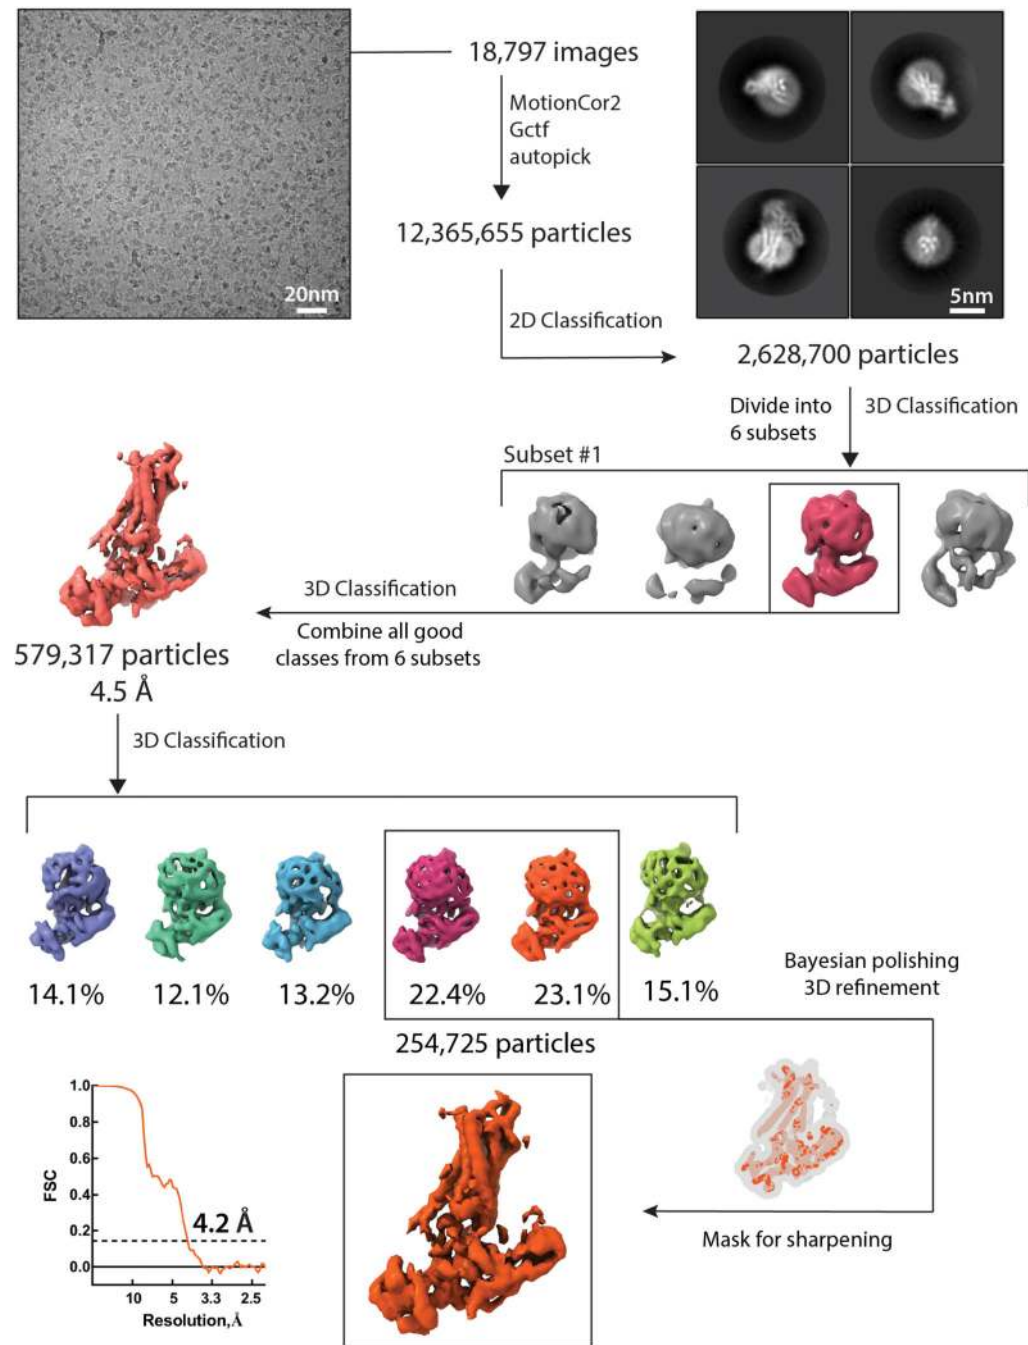 18,797 images
MotionCor2
Gctf
autopick
20nm
12,365,655 particles
5nm
2D Classification
2,628,700 particles
Divide into
6 subsets
3D Classification
Subset #1
3D Classification
Combine all good
classes from 6 subsets
579,317 particles
4.5 Å
3D Classification
14.1%
12.1%
13.2%
22.4%
23.1%
15.1%
Bayesian polishing
3D refinement
254,725 particles
Mask for sharpening
1.0
0.8
0.6
0.4
0.2
0.0
FSC
4.2 Å
10
5
3.3
2.5
Resolution,Å